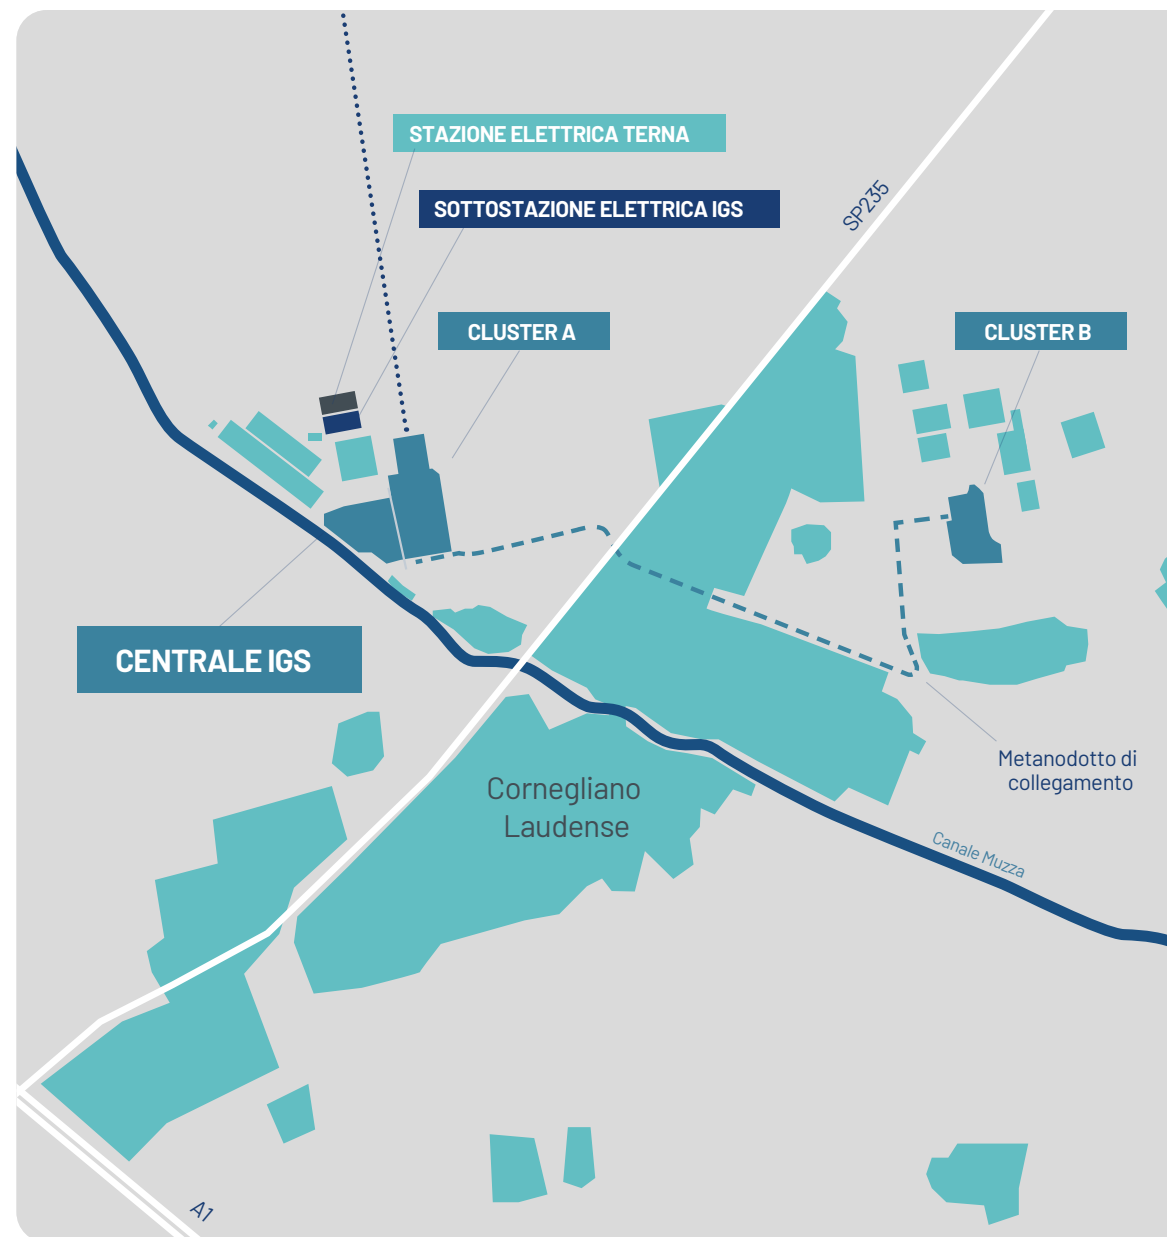 STAZIONE ELETTRICA TERNA
SOTTOSTAZIONE ELETTRICA IGS
SP235
CLUSTER A
CLUSTER B
CENTRALE IGS
Metanodotto di
collegamento
Cornegliano
Laudense
Canale Muzza
A1